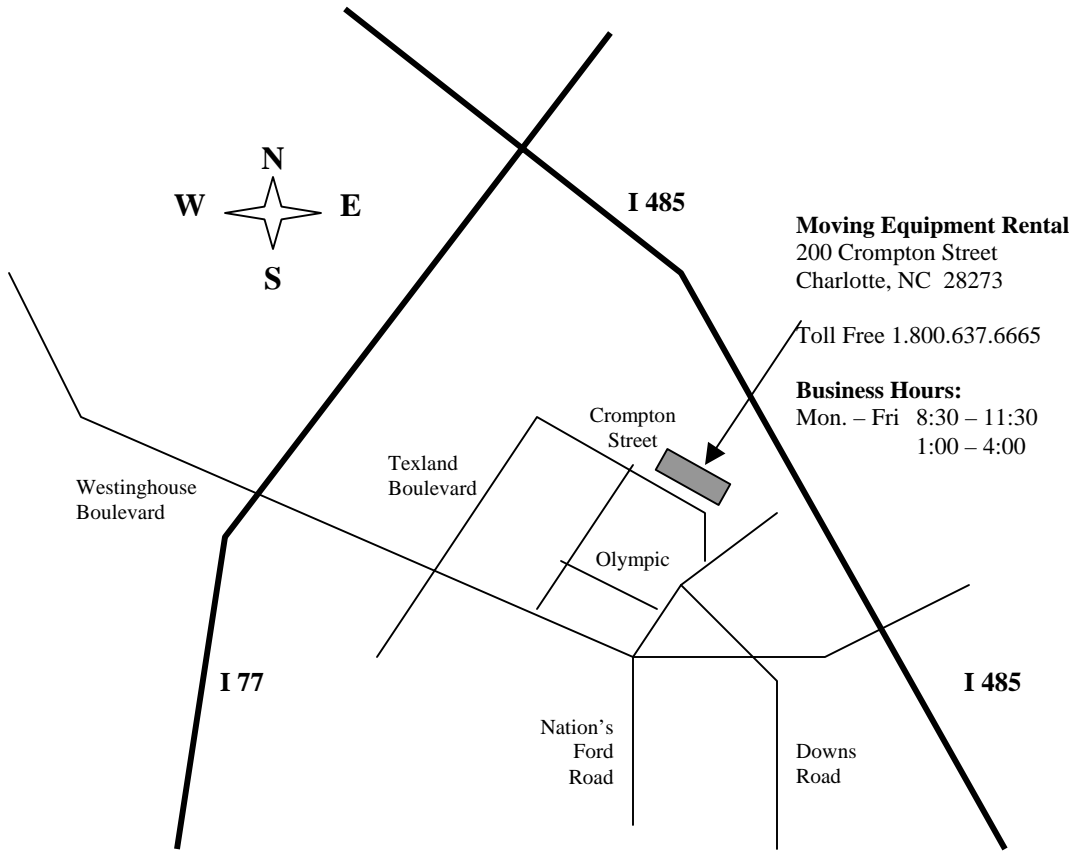 N
W
E
S
I 485
Moving Equipment Rental
200 Crompton Street
Charlotte, NC  28273
Toll Free 1.800.637.6665
Business Hours:
Mon. – Fri   8:30 – 11:30
1:00 – 4:00
Crompton
Street
Texland
Boulevard
Westinghouse
Boulevard
Olympic
I 77
I 485
Nation’s
Ford
Road
Downs
Road